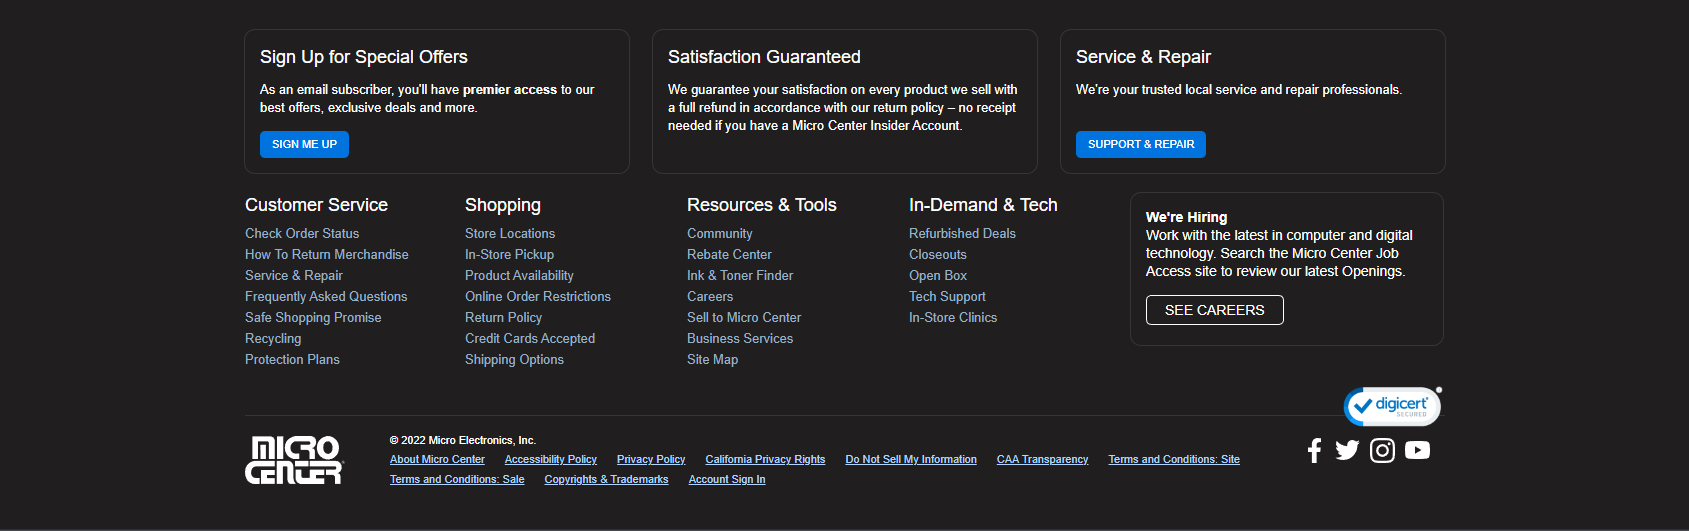 Sign Up for Special Offers
As an email subscriber, you'll have premier access to our
best offers, exclusive deals and more.
SIGN ME UP
Satisfaction Guaranteed
We guarantee your satisfaction on every product we sell with
a full refund in accordance with our return policy – no receipt
needed if you have a Micro Center Insider Account.
Service & Repair
We're your trusted local service and repair professionals.
SUPPORT & REPAIR
Customer Service
Check Order Status
How To Return Merchandise
Service & Repair
Frequently Asked Questions
Safe Shopping Promise
Recycling
Protection Plans
Shopping
Store Locations
In-Store Pickup
Product Availability
Online Order Restrictions
Return Policy
Credit Cards Accepted
Shipping Options
Resources & Tools
Community
Rebate Center
Ink & Toner Finder
Careers
Sell to Micro Center
Business Services
Site Map
In-Demand & Tech
Refurbished Deals
Closeouts
Open Box
Tech Support
In-Store Clinics
We're Hiring
Work with the latest in computer and digital
technology. Search the Micro Center Job
Access site to review our latest Openings.
SEE CAREERS
digicert
SECURED
MICRO
CENTER
© 2022 Micro Electronics, Inc.
About Micro Center Accessibility Policy Privacy Policy California Privacy Rights Do Not Sell My Information CAA Transparency Terms and Conditions: Site
Terms and Conditions: Sale Copyrights & Trademarks Account Sign In